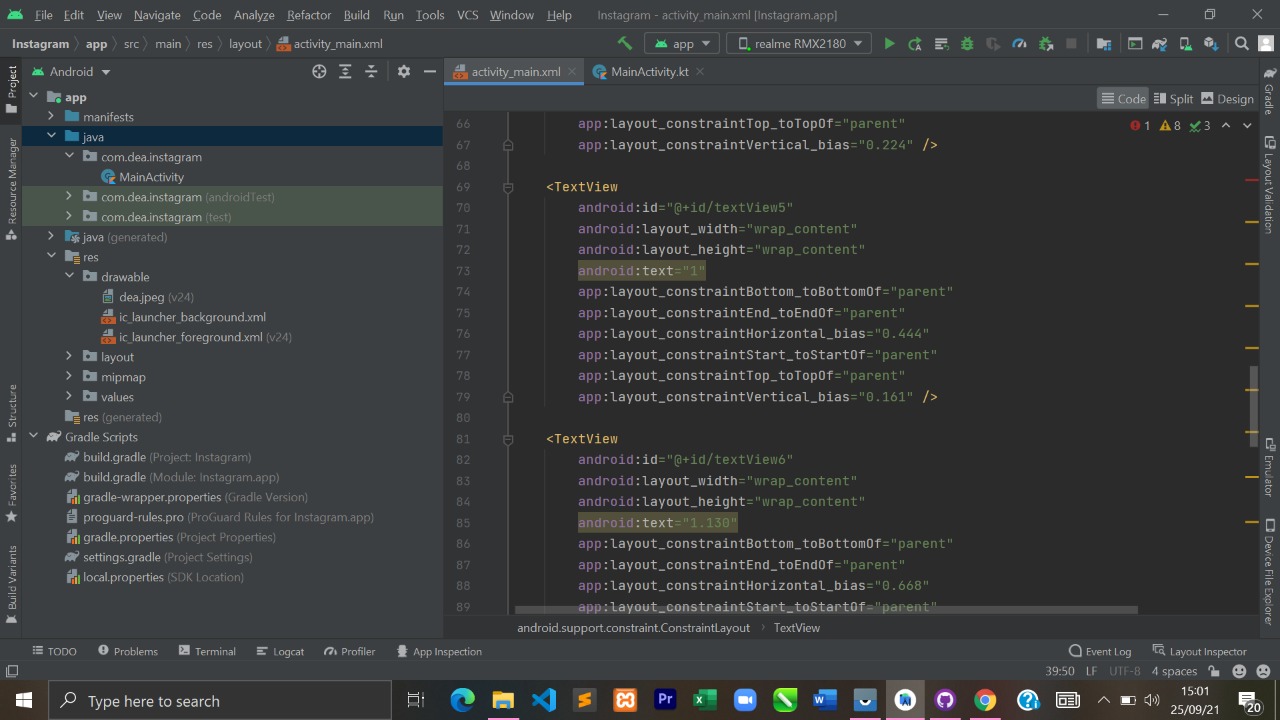 File Edit View Navigate Code Analyze Refactor Build Run Tools VCS Window Help Instagram - activity_main.xml [Instagram.app]
Instagram app src main res layout activity_main.xml app realme RMX2180
Project Android activity_main.xml MainActivity.kt Gradle
Code Split Design
app
manifests
java
com.dea.instagram
MainActivity
com.dea.instagram (androidTest)
com.dea.instagram (test)
java (generated)
res
drawable
dea.jpeg (v24)
ic_launcher_background.xml
ic_launcher_foreground.xml (v24)
layout
mipmap
values
res (generated)
Gradle Scripts
build.gradle (Project: Instagram)
build.gradle (Module: Instagram.app)
gradle-wrapper.properties (Gradle Version)
proguard-rules.pro (ProGuard Rules for Instagram.app)
gradle.properties (Project Properties)
settings.gradle (Project Settings)
local.properties (SDK Location)
Resource Manager
Structure
Favorites
Build Variants
1 8 3
66 app:layout_constraintTop_toTopOf="parent"
67 app:layout_constraintVertical_bias="0.224" />
68
69 <TextView
70 android:id="@+id/textView5"
71 android:layout_width="wrap_content"
72 android:layout_height="wrap_content"
73 android:text="1"
74 app:layout_constraintBottom_toBottomOf="parent"
75 app:layout_constraintEnd_toEndOf="parent"
76 app:layout_constraintHorizontal_bias="0.444"
77 app:layout_constraintStart_toStartOf="parent"
78 app:layout_constraintTop_toTopOf="parent"
79 app:layout_constraintVertical_bias="0.161" />
80
81 <TextView
82 android:id="@+id/textView6"
83 android:layout_width="wrap_content"
84 android:layout_height="wrap_content"
85 android:text="1.130"
86 app:layout_constraintBottom_toBottomOf="parent"
87 app:layout_constraintEnd_toEndOf="parent"
88 app:layout_constraintHorizontal_bias="0.668"
89 app:layout_constraintStart_toStartOf="parent"
android.support.constraint.ConstraintLayout TextView
Layout Validation
Emulator
Device File Explorer
TODO Problems Terminal Logcat Profiler App Inspection Event Log Layout Inspector
39:50 LF UTF-8 4 spaces
Type here to search
Pr
15:01
25/09/21
20